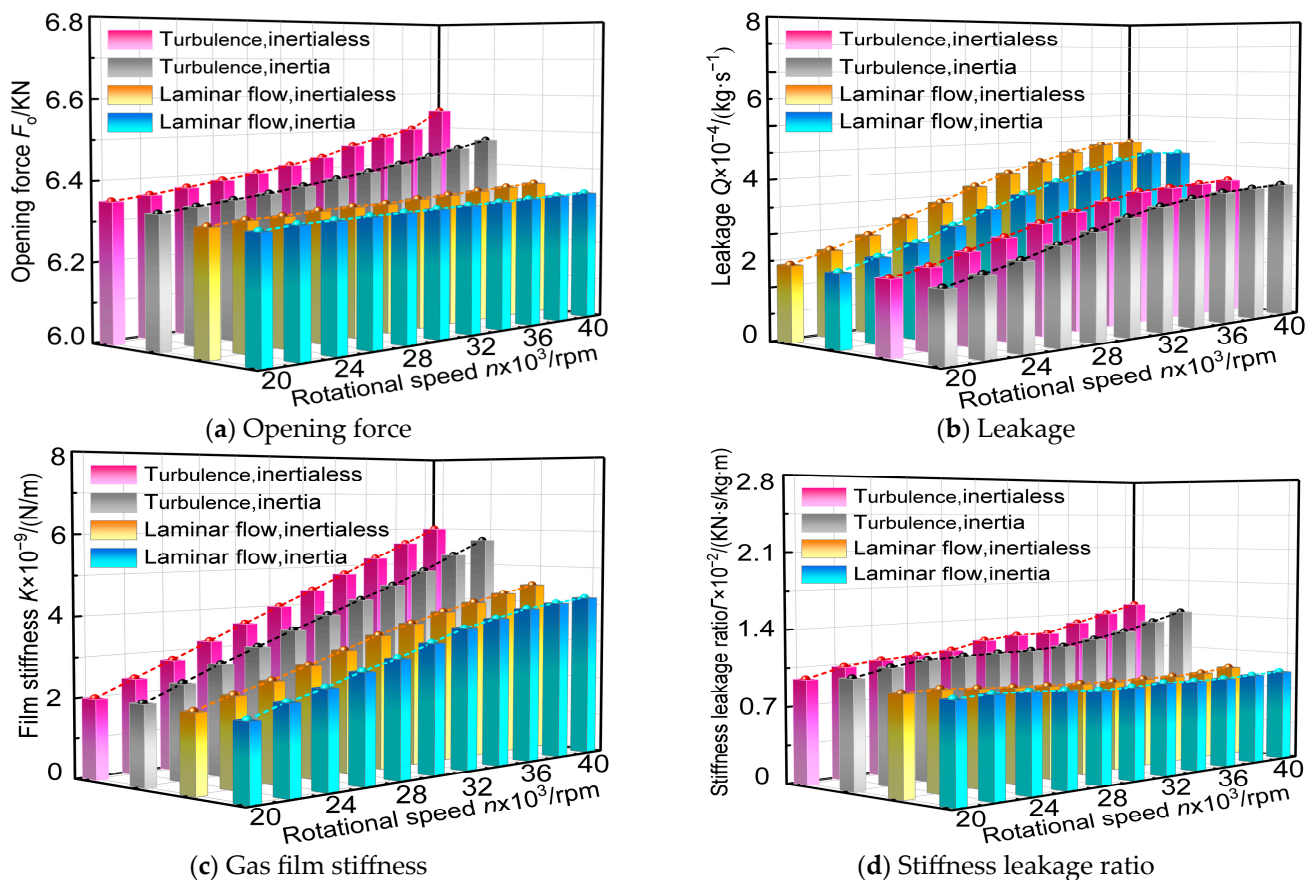 6.8
6.6
6.4
6.2
6.0
Opening force Fo/KN
Turbulence,inertialess
Turbulence,inertia
Laminar flow,inertialess
Laminar flow,inertia
20 24 28 32 36 40
Rotational speed nx10³/rpm
(a) Opening force
8
6
4
2
0
Leakage Q×10⁻⁴/(kg·s⁻¹)
Turbulence,inertialess
Turbulence,inertia
Laminar flow,inertialess
Laminar flow,inertia
20 24 28 32 36 40
Rotational speed nx10³/rpm
(b) Leakage
8
6
4
2
0
Film stiffness K×10⁻⁹/(N/m)
Turbulence,inertialess
Turbulence,inertia
Laminar flow,inertialess
Laminar flow,inertia
20 24 28 32 36 40
Rotational speed nx10³/rpm
(c) Gas film stiffness
2.8
2.1
1.4
0.7
0
Stiffness leakage ratio/Γ×10⁻²/(KN·s/kg·m)
Turbulence,inertialess
Turbulence,inertia
Laminar flow,inertialess
Laminar flow,inertia
20 24 28 32 36 40
Rotational speed nx10³/rpm
(d) Stiffness leakage ratio